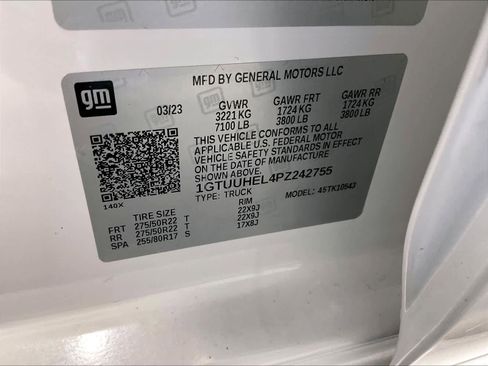 gm
MFD BY GENERAL MOTORS LLC
03/23 GVWR GAWR FRT GAWR RR
3221 KG 1724 KG 1724 KG
7100 LB 3800 LB 3800 LB
THIS VEHICLE CONFORMS TO ALL
APPLICABLE U.S. FEDERAL MOTOR
VEHICLE SAFETY AND THEFT PREVENTION
STANDARDS IN EFFECT ON THE DATE OF
MANUFACTURE SHOWN ABOVE.
1GTUUHEL4PZ242755
140X TYPE: TRUCK MODEL: 4STK10543
TIRE SIZE RIM
FRT 275/50R22 T 22X9J
RR 275/50R22 T 22X9J
SPA 255/80R17 S 17X8J